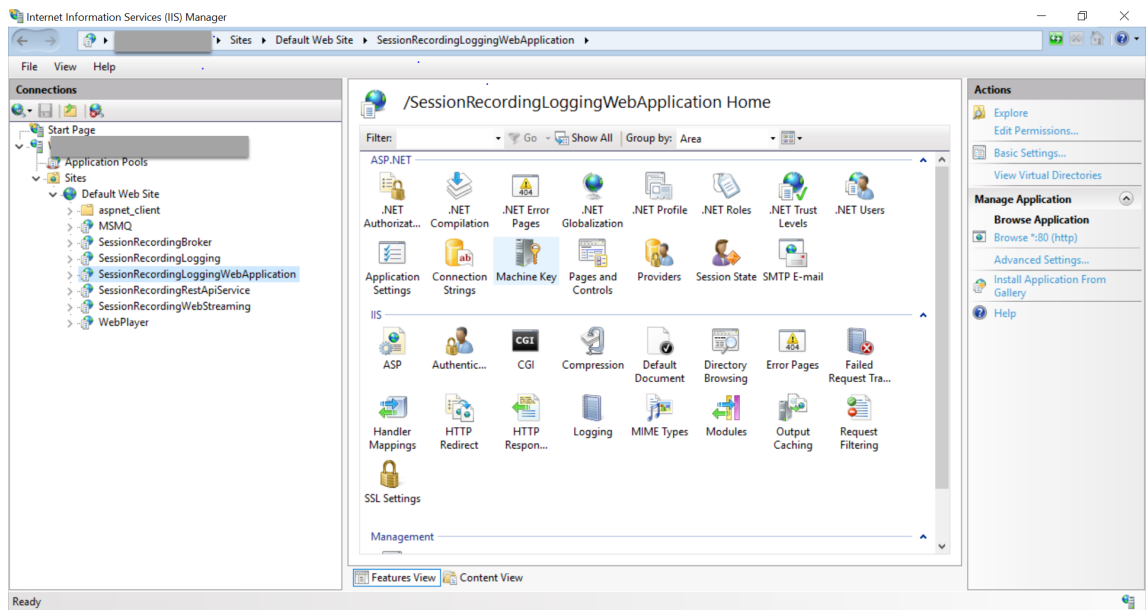 Internet Information Services (IIS) Manager
Sites Default Web Site SessionRecordingLoggingWebApplication
File View Help
Connections
Start Page
Application Pools
Sites
Default Web Site
aspnet_client
MSMQ
SessionRecordingBroker
SessionRecordingLogging
SessionRecordingLoggingWebApplication
SessionRecordingRestApiService
SessionRecordingWebStreaming
WebPlayer
/SessionRecordingLoggingWebApplication Home
Filter: Go Show All Group by: Area
ASP.NET
.NET Authorizat...
.NET Compilation
.NET Error Pages
.NET Globalization
.NET Profile
.NET Roles
.NET Trust Levels
.NET Users
Application Settings
Connection Strings
Machine Key
Pages and Controls
Providers
Session State
SMTP E-mail
IIS
ASP
Authentic...
CGI
Compression
Default Document
Directory Browsing
Error Pages
Failed Request Tra...
Handler Mappings
HTTP Redirect
HTTP Respon...
Logging
MIME Types
Modules
Output Caching
Request Filtering
SSL Settings
Management
Features View Content View
Actions
Explore
Edit Permissions...
Basic Settings...
View Virtual Directories
Manage Application
Browse Application
Browse *:80 (http)
Advanced Settings...
Install Application From
Gallery
Help
Ready